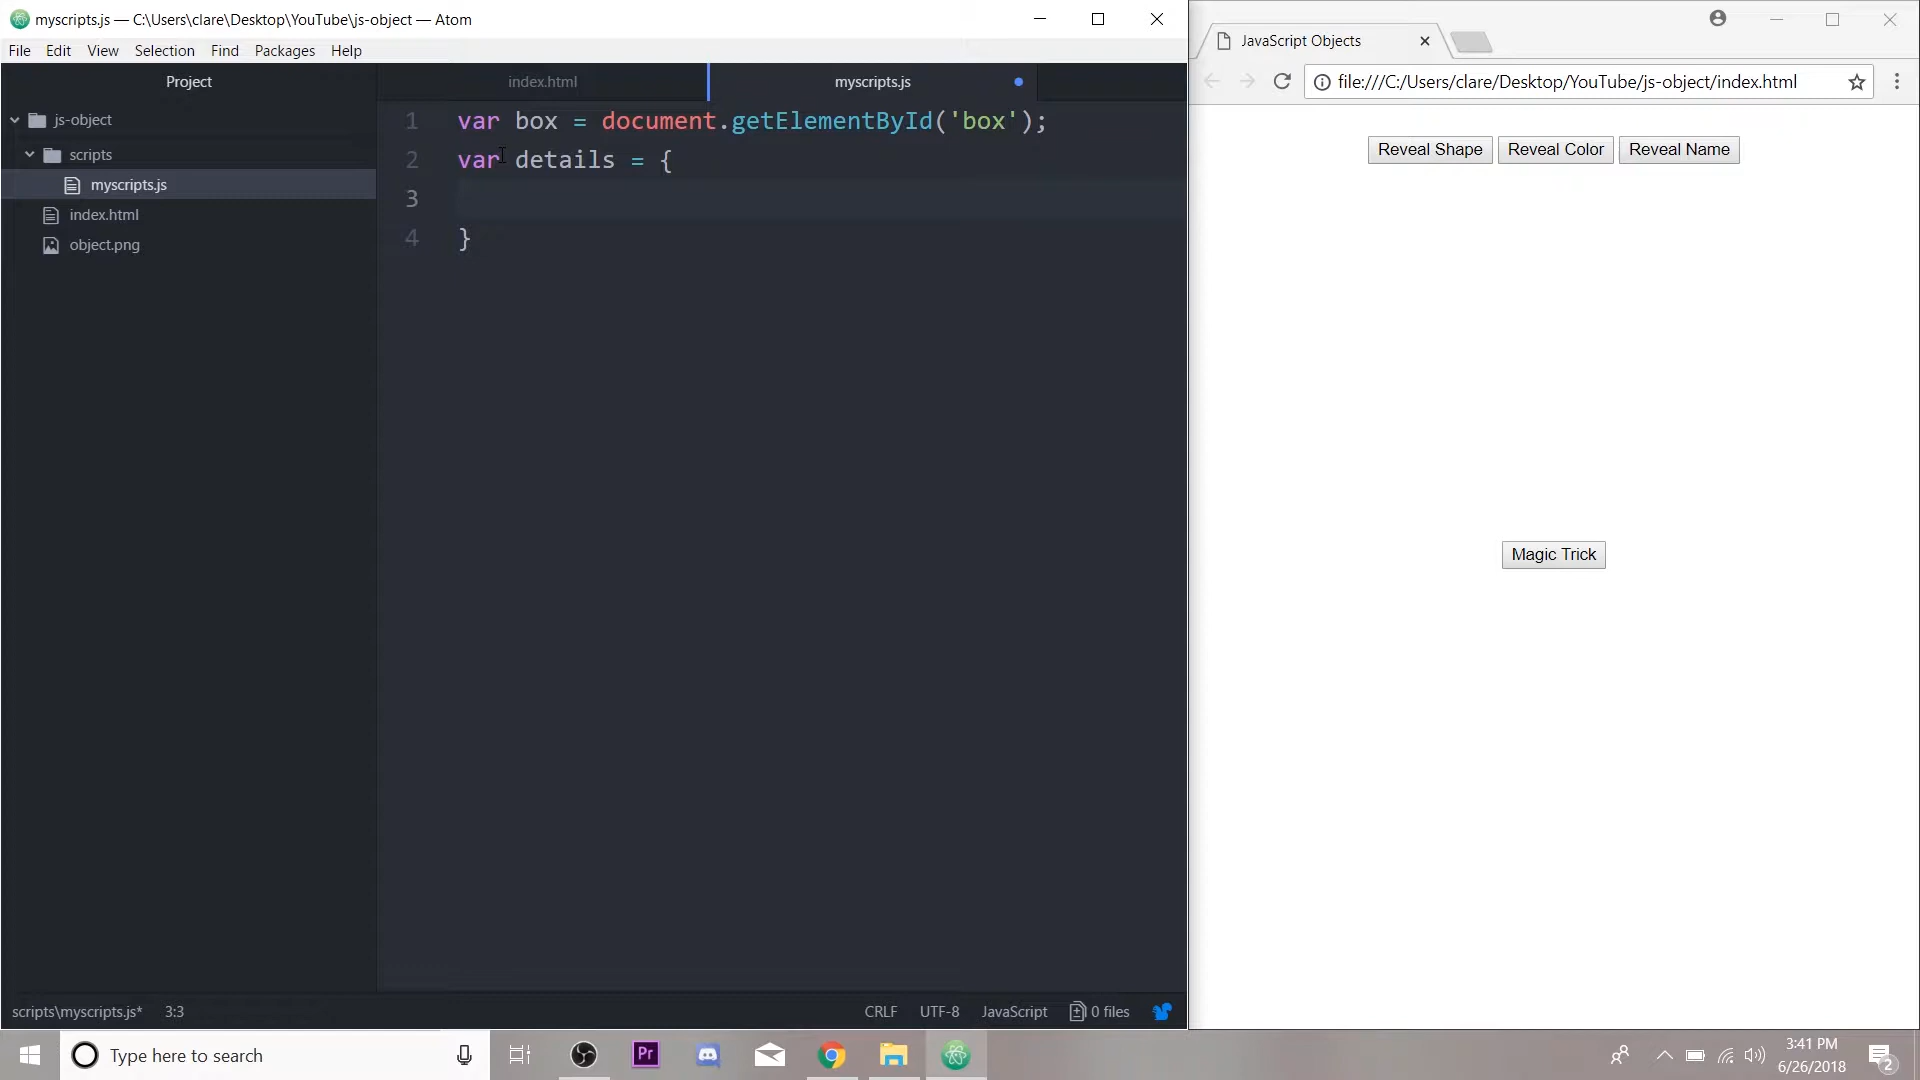 myscripts.js — C:\Users\clare\Desktop\YouTube\js-object — Atom
File Edit View Selection Find Packages Help
Project
js-object
scripts
myscripts.js
index.html
object.png
index.html
myscripts.js
1 var box = document.getElementById('box');
2 var details = {
3
4 }
scripts\myscripts.js* 3:3
CRLF UTF-8 JavaScript 0 files
JavaScript Objects
file:///C:/Users/clare/Desktop/YouTube/js-object/index.html
Reveal Shape Reveal Color Reveal Name
Magic Trick
Type here to search
Pr
3:41 PM
6/26/2018
2